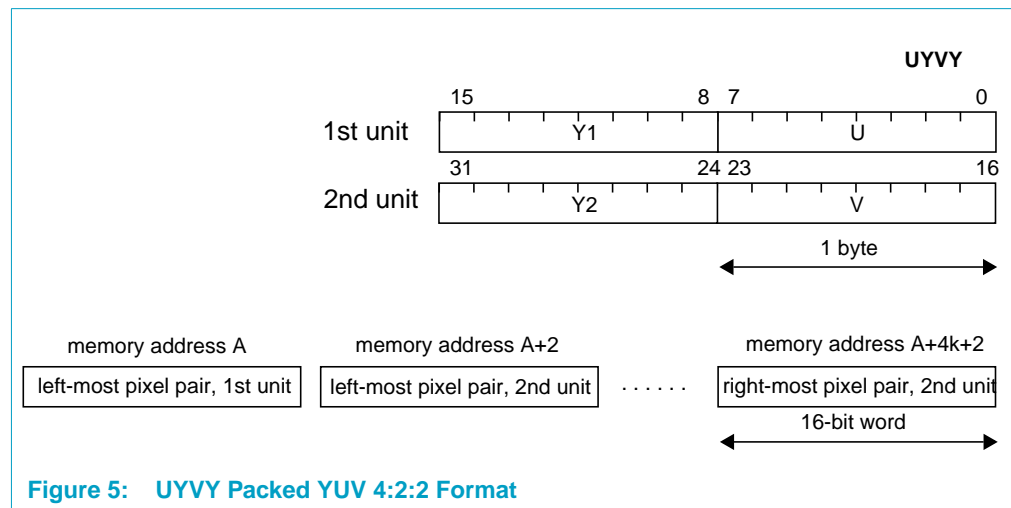 UYVY
15 8 7 0
1st unit Y1 U
31 24 23 16
2nd unit Y2 V
1 byte
memory address A memory address A+2 memory address A+4k+2
left-most pixel pair, 1st unit left-most pixel pair, 2nd unit . . . . . . right-most pixel pair, 2nd unit
16-bit word
Figure 5: UYVY Packed YUV 4:2:2 Format